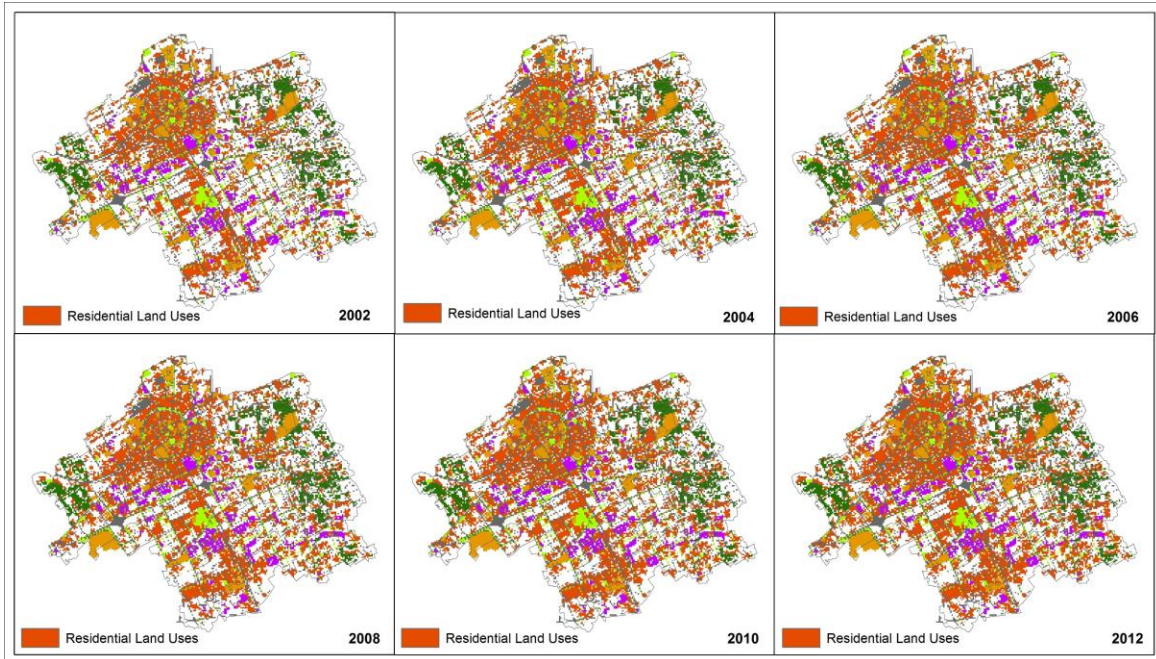 Residential Land Uses 2002
Residential Land Uses 2004
Residential Land Uses 2006
Residential Land Uses 2008
Residential Land Uses 2010
Residential Land Uses 2012